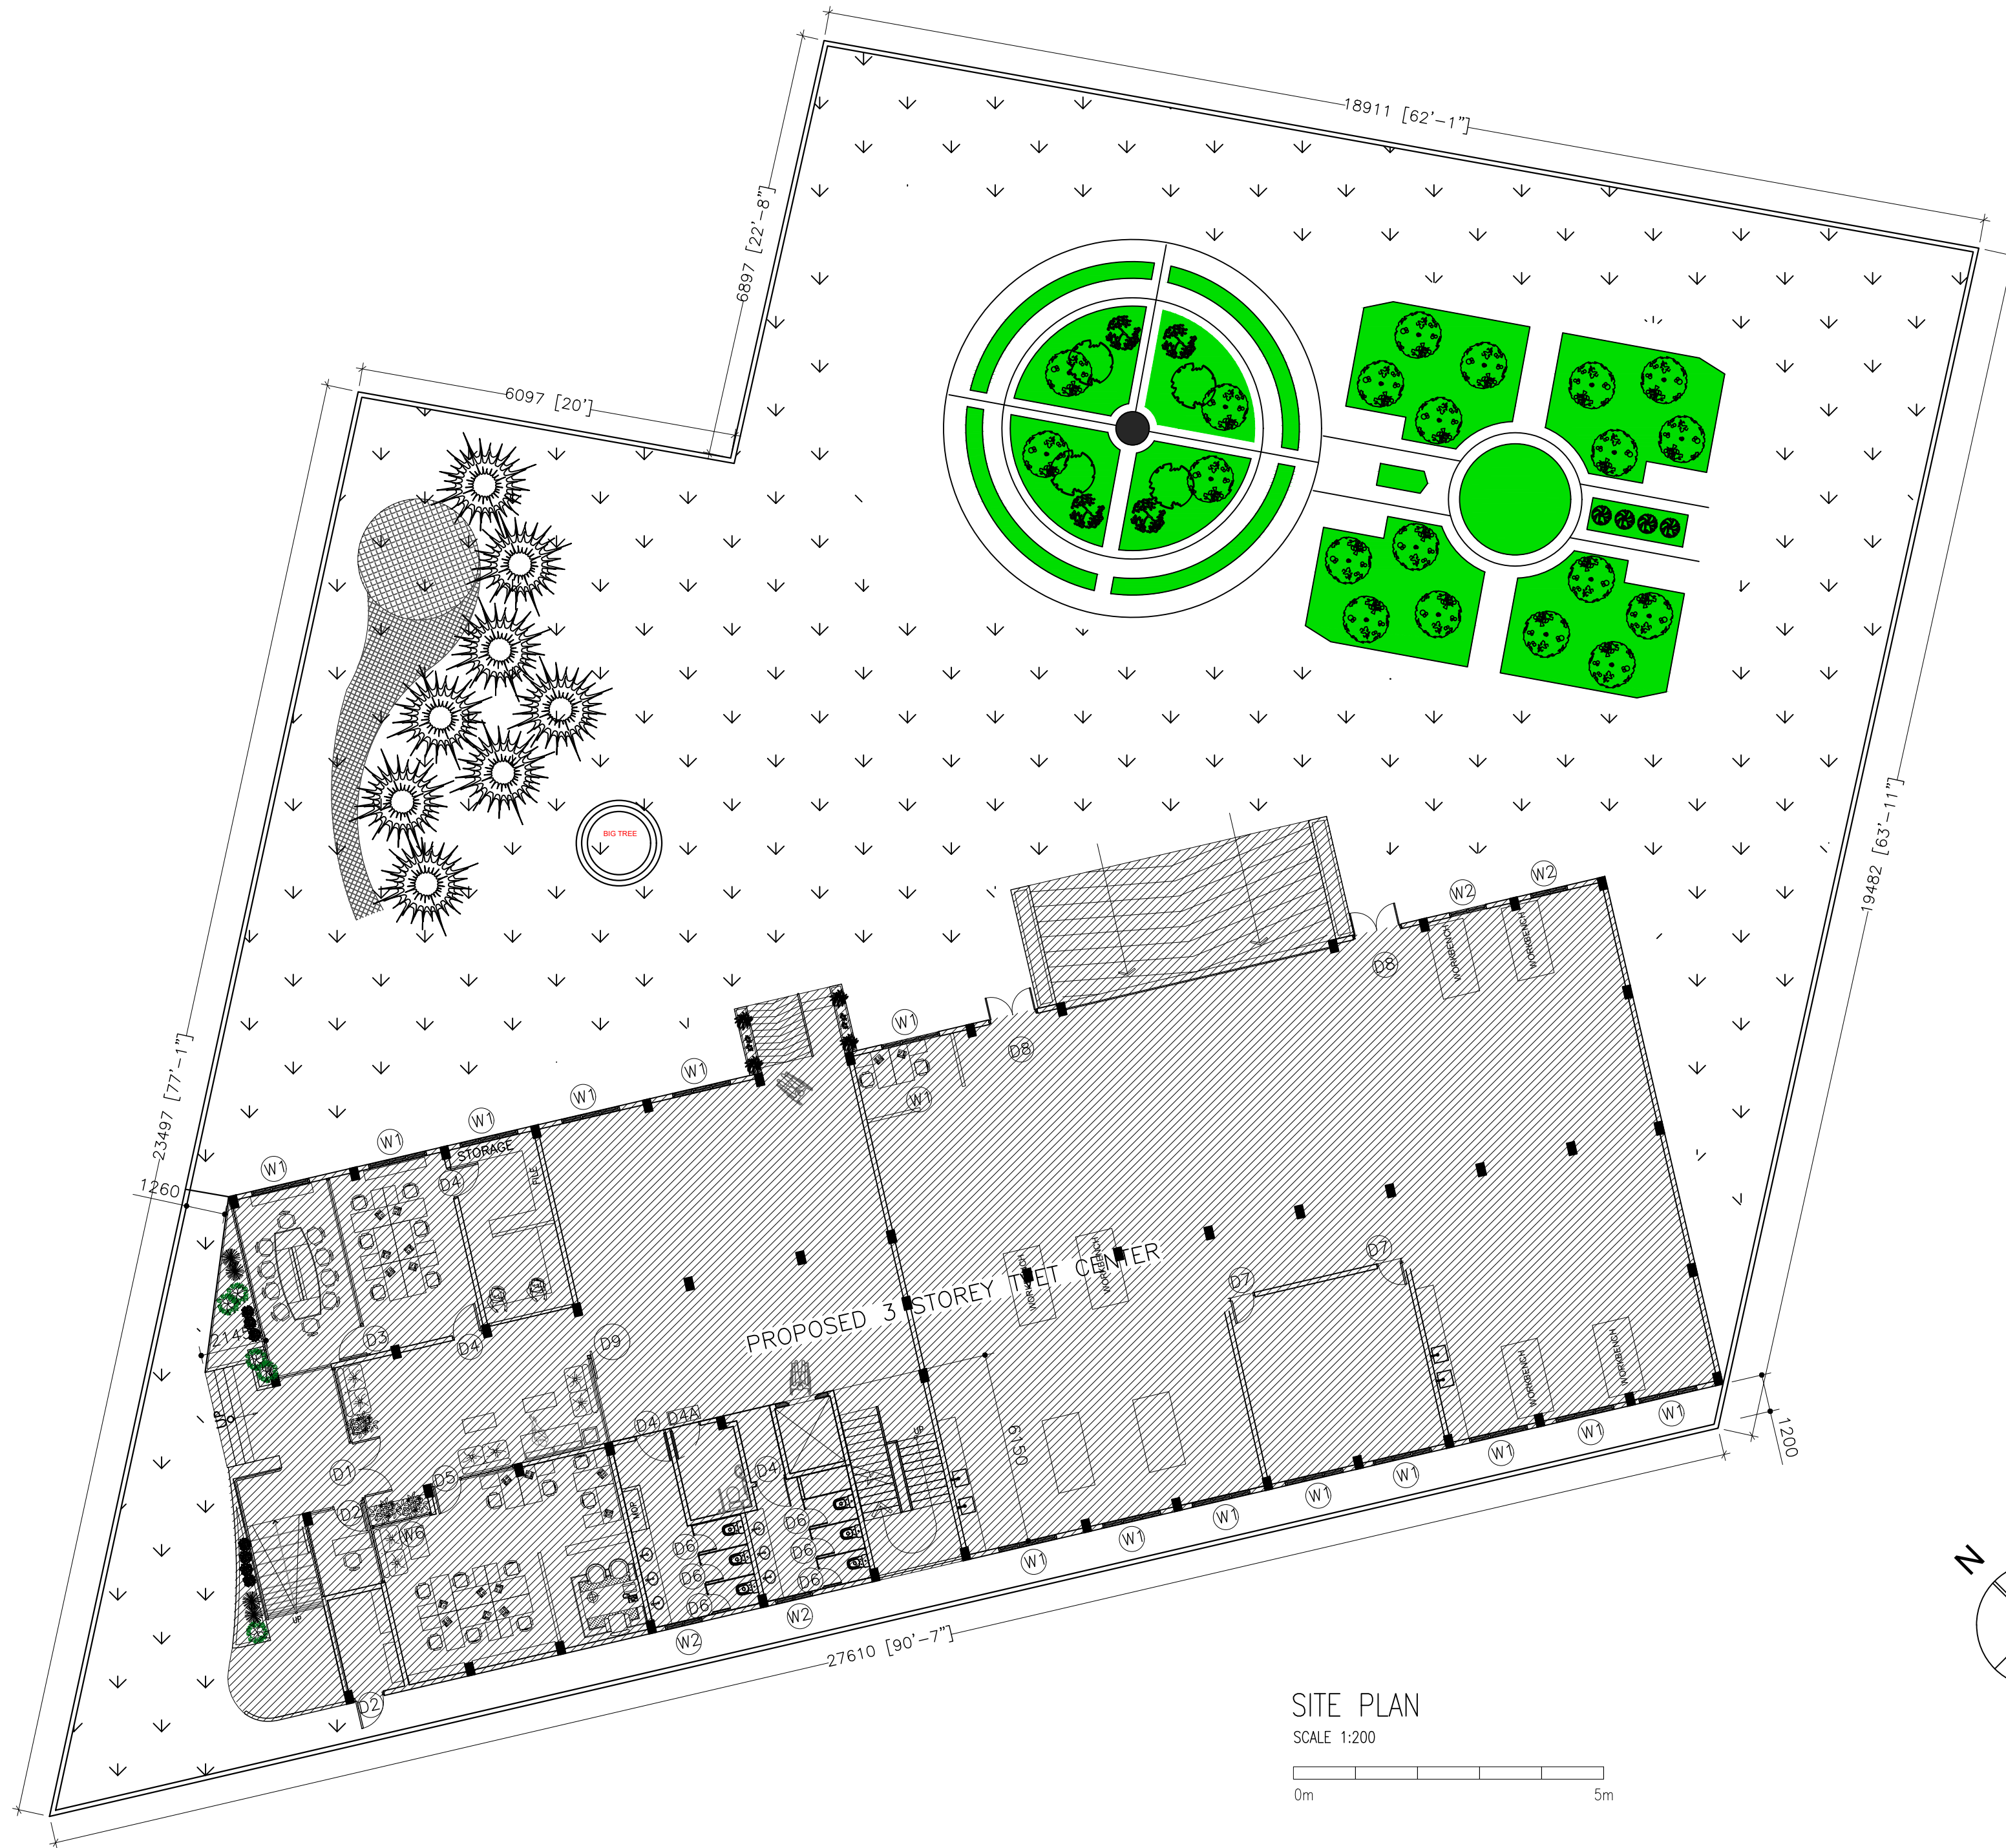 18911 [62'-1"]
6897 [22'-8"]
6097 [20']
BIG TREE
19482 [63'-11"]
W2
W2
WORKBENCH
WORKBENCH
D8
W1
D8
W1
W1
W1
W1
W1
W1
STORAGE
D4
FILE
23497 [77'-1"]
1260
2145
UP
D3
D4
D9
PROPOSED 3 STOREY TVET CENTER
WORKBENCH
WORKBENCH
D7
D7
WORKBENCH
WORKBENCH
D1
D5
D2
W6
D4
D4A
D4
UP
6150
MOP
D6
D6
D6
D6
D6
D6
UP
D2
W2
W2
W1
W1
W1
W1
W1
W1
W1
W1
1200
27610 [90'-7"]
N
SITE PLAN
SCALE 1:200
0m 5m